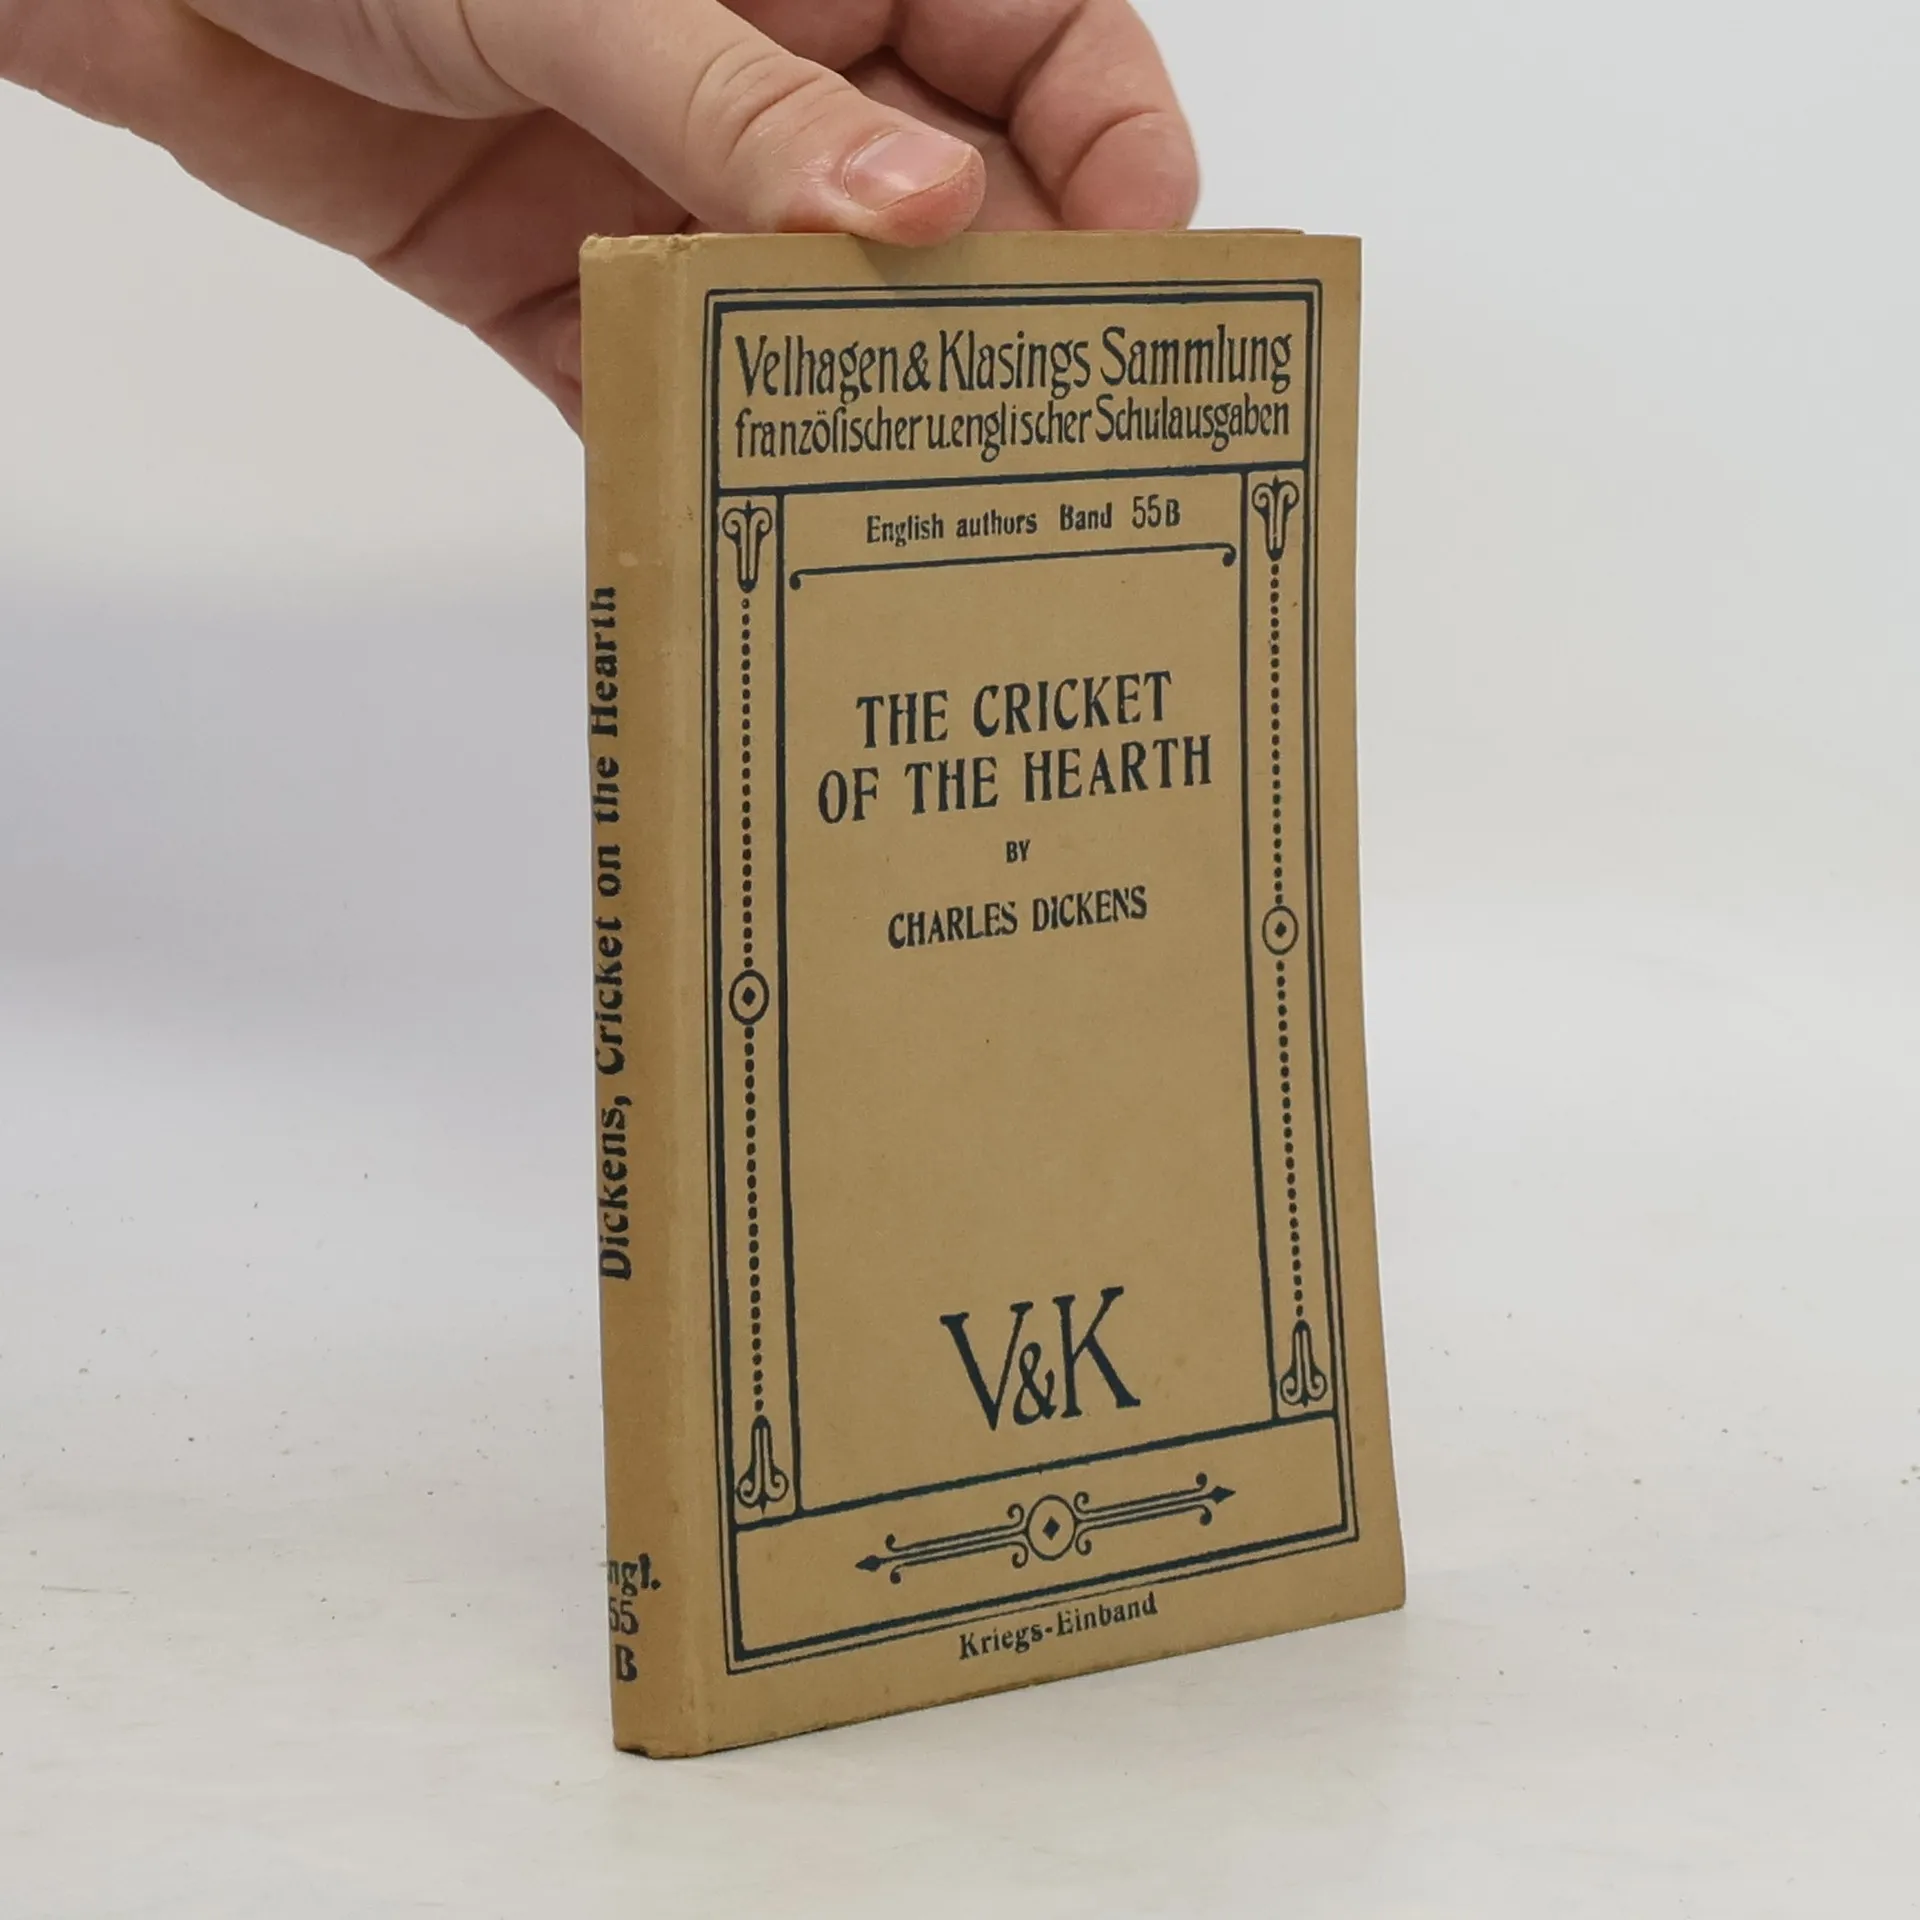 Velhagen & Klasings Sammlung
französischer u. englischer Schulausgaben
English authors Band 55B
THE CRICKET
OF THE HEARTH
BY
CHARLES DICKENS
V&K
Kriegs-Einband
Dickens, Cricket on the Hearth
ngl.
55
B